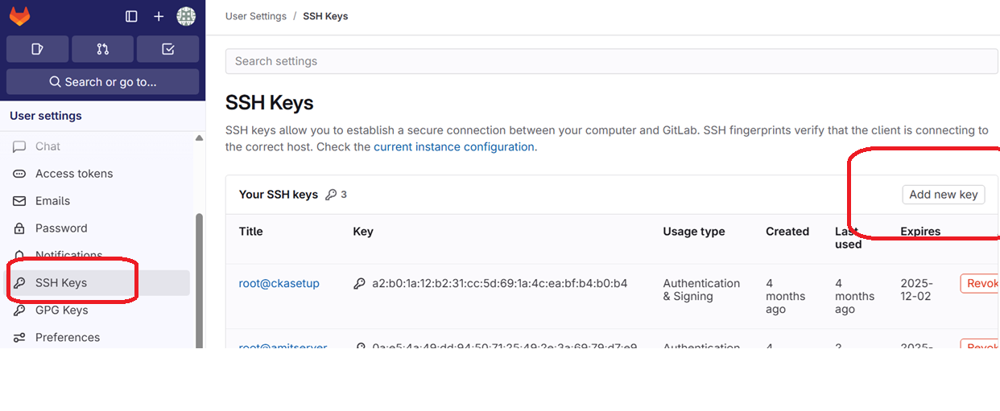 User Settings / SSH Keys
Search or go to...
Search settings
User settings
SSH Keys
SSH keys allow you to establish a secure connection between your computer and GitLab. SSH fingerprints verify that the client is connecting to
the correct host. Check the current instance configuration.
Chat
Access tokens
Emails
Password
Notifications
SSH Keys
GPG Keys
Preferences
Your SSH keys 3
Add new key
Title Key Usage type Created Last used Expires
root@ckasetup a2:b0:1a:12:b2:31:cc:5d:69:1a:4c:ea:bf:b4:b0:b4 Authentication & Signing 4 months ago 4 months ago 2025-12-02 Revok
root@amitserver 0a:e5:4a:49:dd:94:50:71:25:49:2e:3a:69:79:d7:e9 Authentication 4 2 2025- Revok